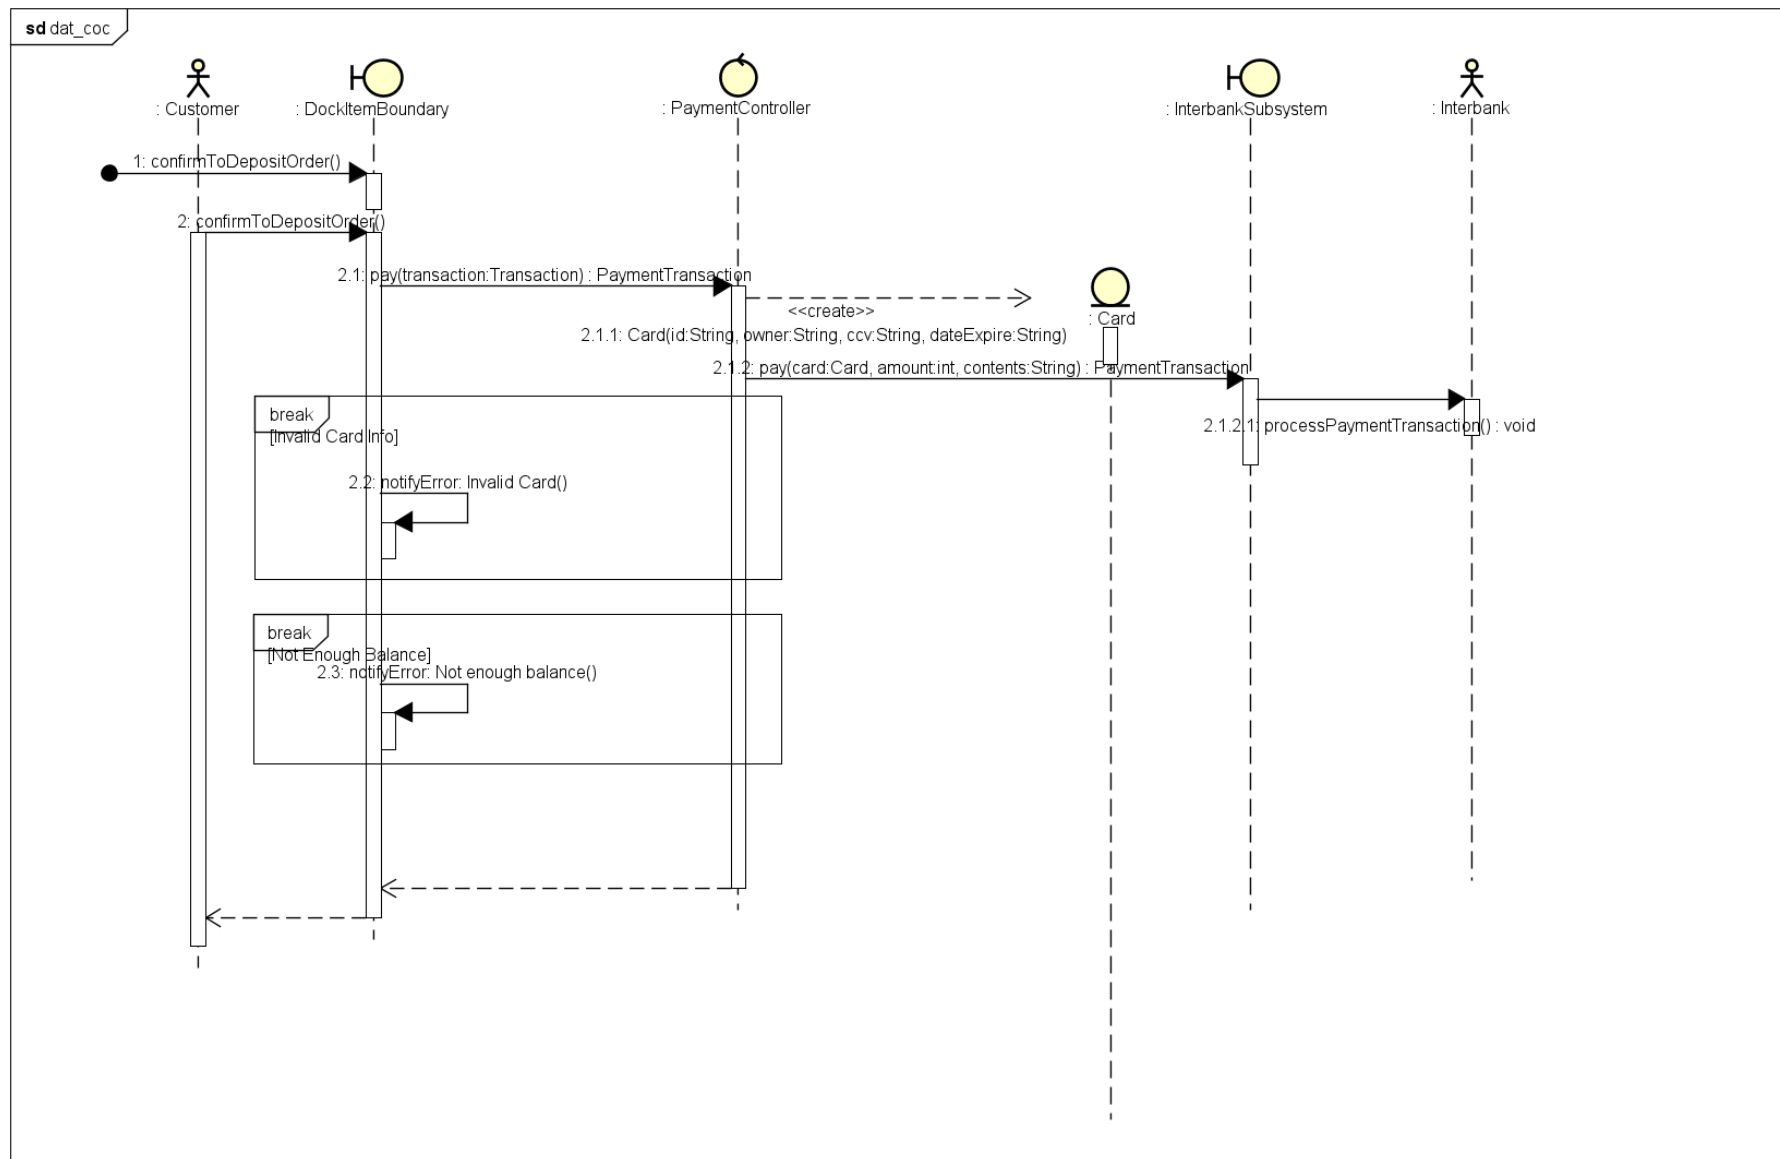 sd dat_coc
: Customer
: DockItemBoundary
: PaymentController
: InterbankSubsystem
: Interbank
1: confirmToDepositOrder()
2: confirmToDepositOrder()
2.1: pay(transaction:Transaction) : PaymentTransaction
<<create>>
: Card
2.1.1: Card(id:String, owner:String, ccv:String, dateExpire:String)
2.1.2: pay(card:Card, amount:int, contents:String) : PaymentTransaction
break
2.1.2.1: processPaymentTransaction() : void
[Invalid Card Info]
2.2: notifyError: Invalid Card()
break
[Not Enough Balance]
2.3: notifyError: Not enough balance()